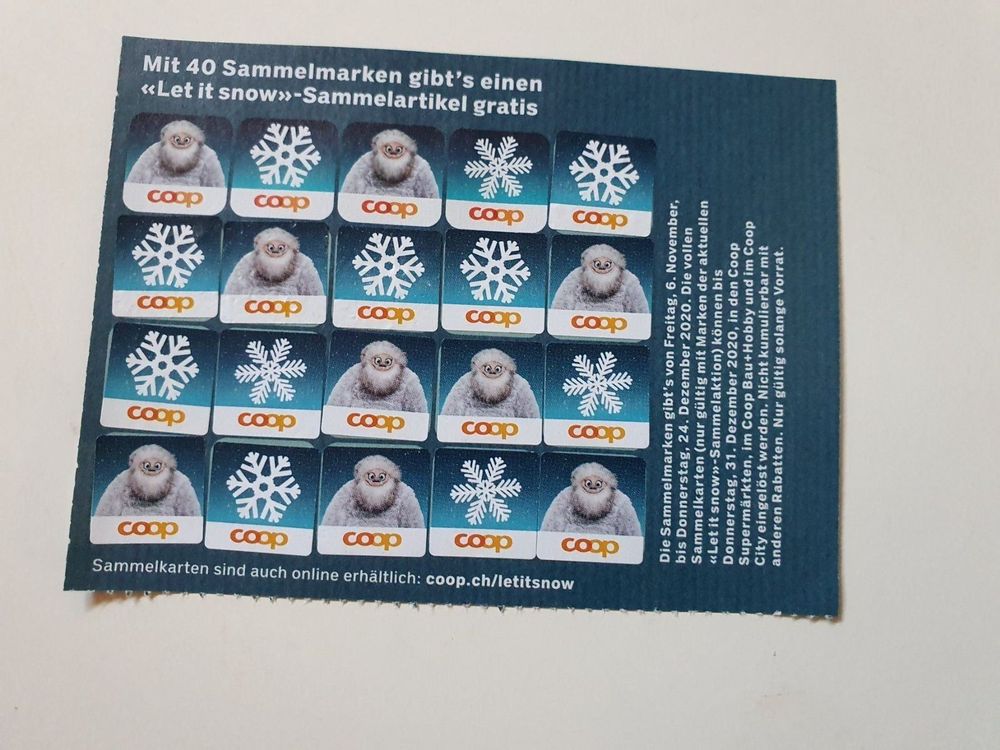 Mit 40 Sammelmarken gibt's einen
«Let it snow»-Sammelartikel gratis
coop coop coop coop coop
coop coop coop coop coop
coop coop coop coop coop
coop coop coop coop coop
Sammelkarten sind auch online erhältlich: coop.ch/letitsnow
Die Sammelmarken gibt's von Freitag, 6. November,
bis Donnerstag, 24. Dezember 2020. Die vollen
Sammelkarten (nur gültig mit Marken der aktuellen
«Let it snow»-Sammelaktion) können bis
Donnerstag, 31. Dezember 2020, in den Coop
Supermärkten, im Coop Bau+Hobby und im Coop
City eingelöst werden. Nicht kumulierbar mit
anderen Rabatten. Nur gültig solange Vorrat.